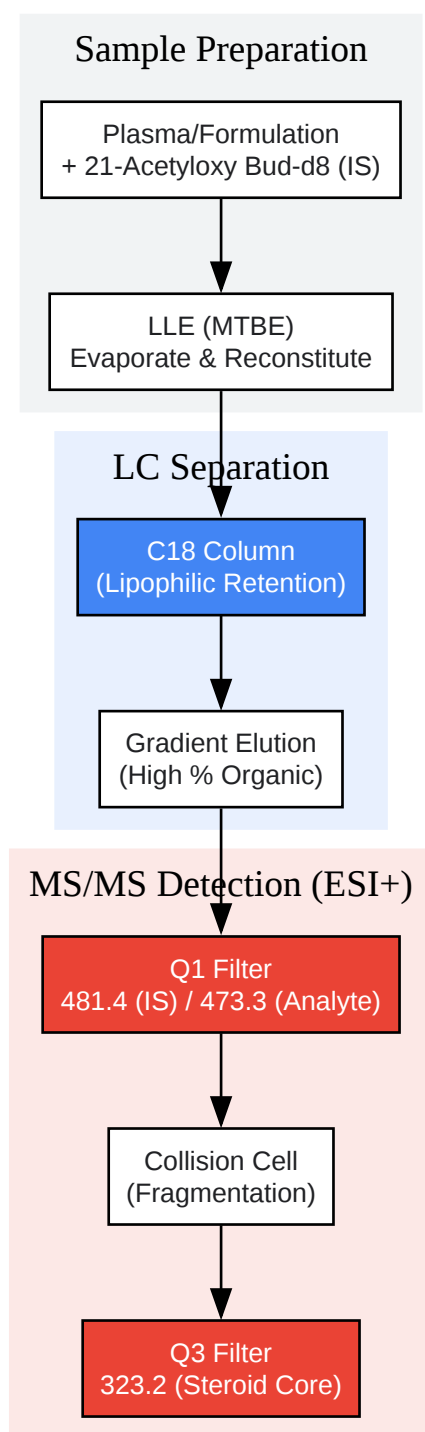 Sample Preparation
Plasma/Formulation
+ 21-Acetyloxy Bud-d8 (IS)
LLE (MTBE)
Evaporate & Reconstitute
LC Separation
C18 Column
(Lipophilic Retention)
Gradient Elution
(High % Organic)
MS/MS Detection (ESI+)
Q1 Filter
481.4 (IS) / 473.3 (Analyte)
Collision Cell
(Fragmentation)
Q3 Filter
323.2 (Steroid Core)